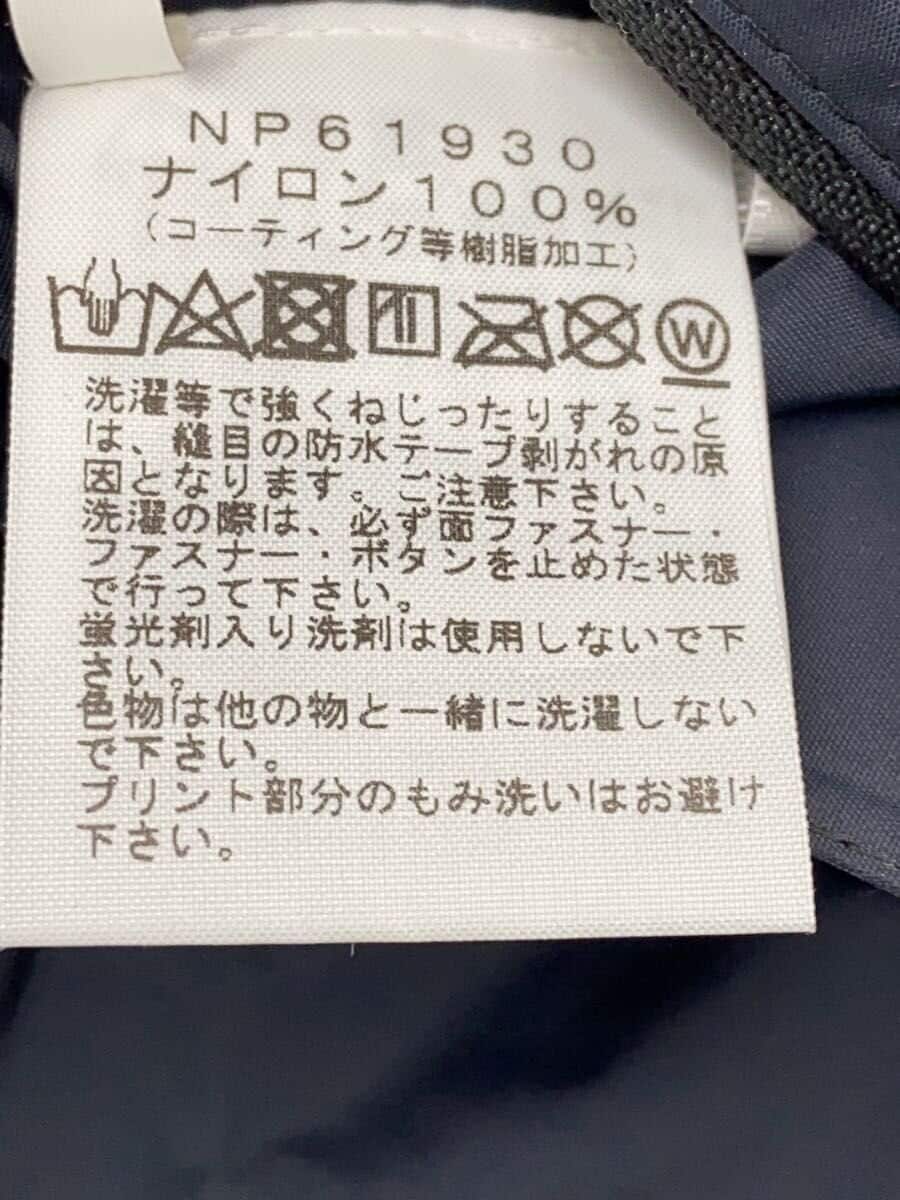 NP61930
ナイロン100%
(コーティング等樹脂加工)
W
洗濯等で強くねじったりすること
は、縫目の防水テープ剥がれの原
因となります。ご注意下さい。
洗濯の際は、必ず面ファスナー・
ファスナー・ボタンを止めた状態
で行って下さい。
蛍光剤入り洗剤は使用しないで下
さい。
色物は他の物と一緒に洗濯しない
で下さい。
プリント部分のもみ洗いはお避け
下さい。